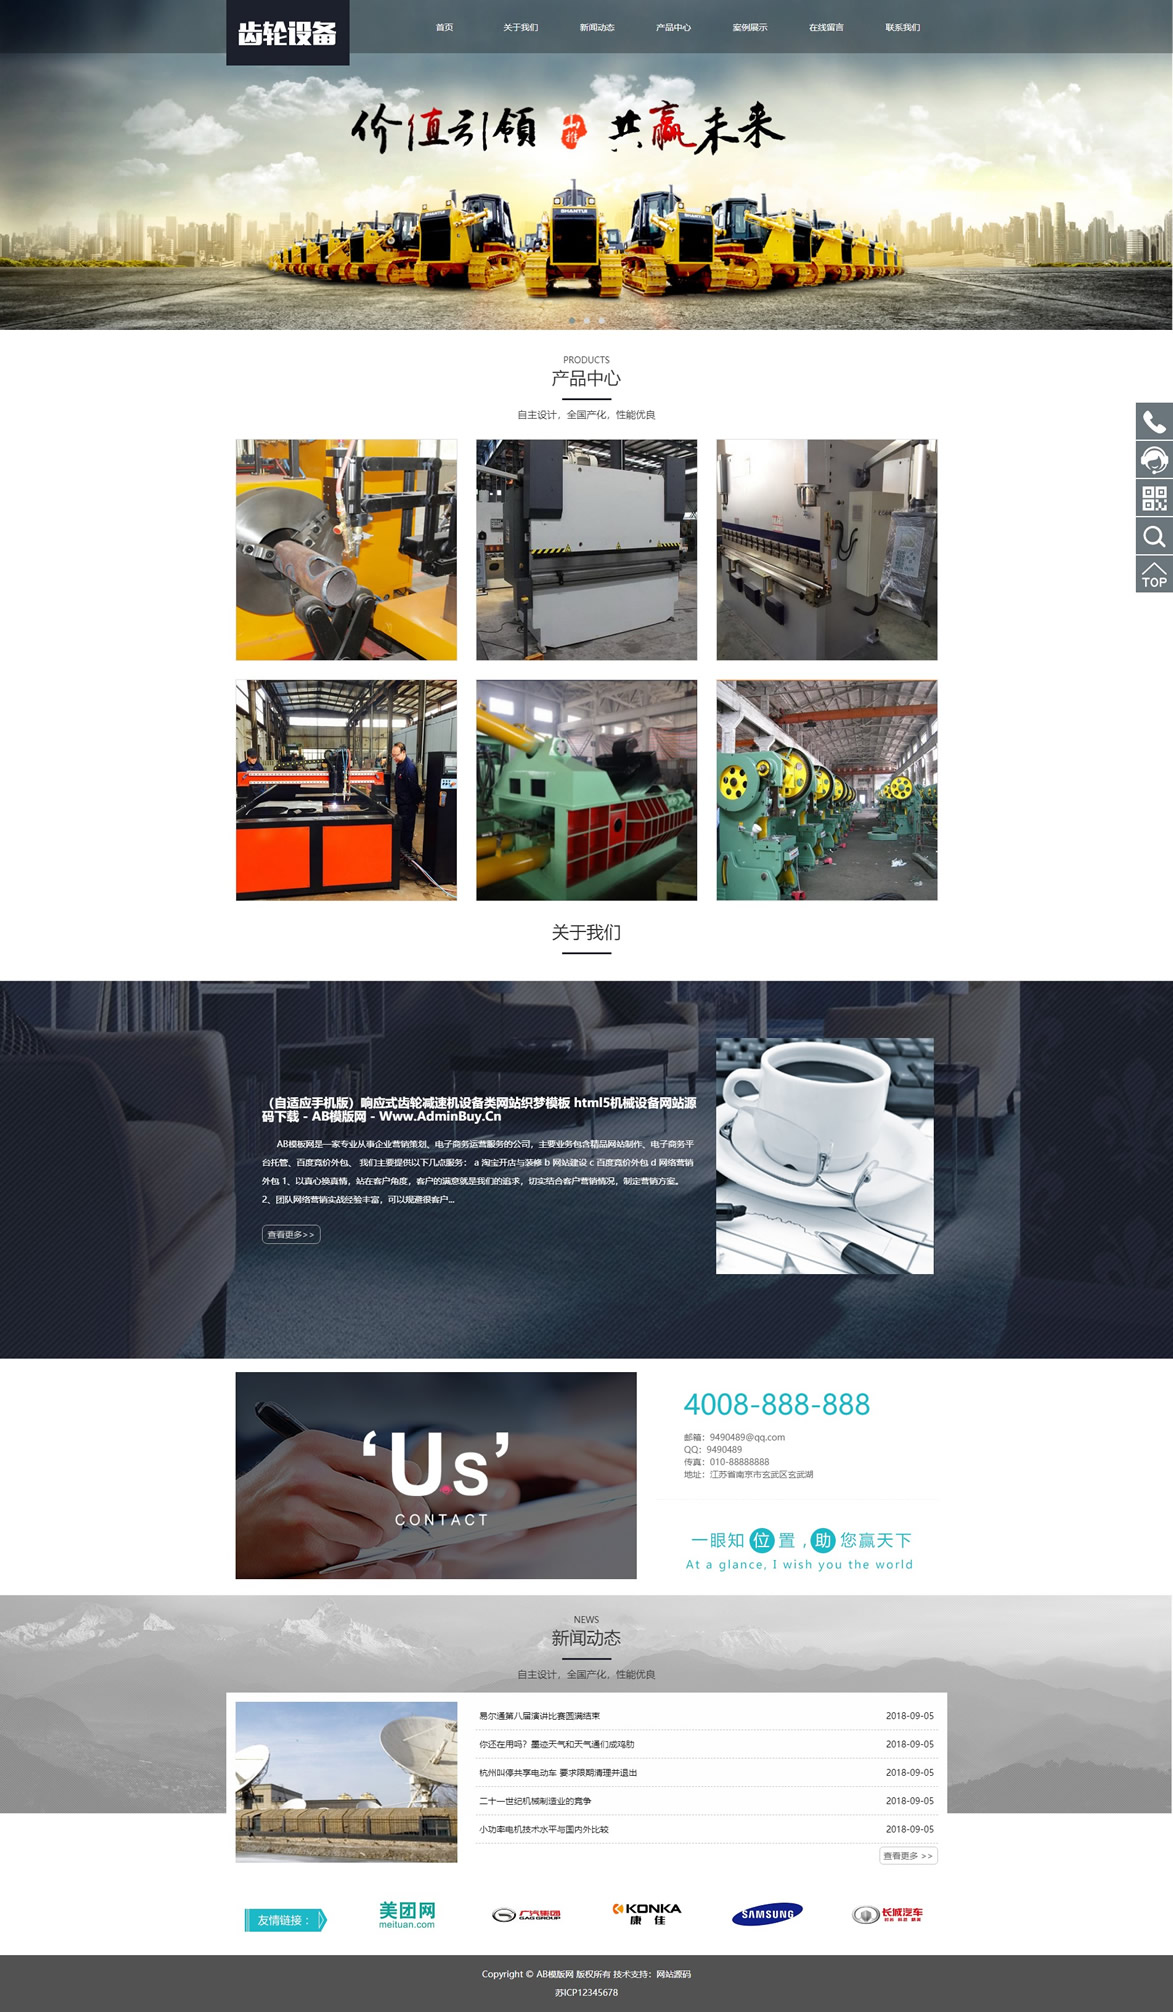 齿轮设备
首页 关于我们 新闻动态 产品中心 案例展示 在线留言 联系我们
价值引领 山推 共赢未来
SHANTUI
PRODUCTS
产品中心
自主设计，全国产化，性能优良
TOP
关于我们
（自适应手机版）响应式齿轮减速机设备类网站织梦模板 html5机械设备网站源
码下载 - AB模版网 - Www.AdminBuy.Cn
AB模板网是一家专业从事企业营销策划、电子商务运营服务的公司，主要业务包含精品网站制作、电子商务平
台托管、百度竞价外包、 我们主要提供以下几点服务： a 淘宝开店与装修 b 网站建设 c 百度竞价外包 d 网络营销
外包 1、以真心换真情，站在客户角度，客户的满意就是我们的追求，切实结合客户营销情况，制定营销方案。
2、团队网络营销实战经验丰富，可以规避很客户...
查看更多>>
‘Us’
CONTACT
4008-888-888
邮箱：9490489@qq.com
QQ：9490489
传真：010-88888888
地址：江苏省南京市玄武区玄武湖
一眼知位置，助您赢天下
At a glance, I wish you the world
NEWS
新闻动态
自主设计，全国产化，性能优良
易尔通第八届演讲比赛圆满结束 2018-09-05
你还在用吗？墨迹天气和天气通们成鸡肋 2018-09-05
杭州叫停共享电动车 要求限期清理并退出 2018-09-05
二十一世纪机械制造业的竞争 2018-09-05
小功率电机技术水平与国内外比较 2018-09-05
查看更多 >>
友情链接：
美团网
meituan.com
广汽集团
GAG GROUP
KONKA
康佳
SAMSUNG
长城汽车
Copyright © AB模版网 版权所有 技术支持：网站源码
苏ICP12345678